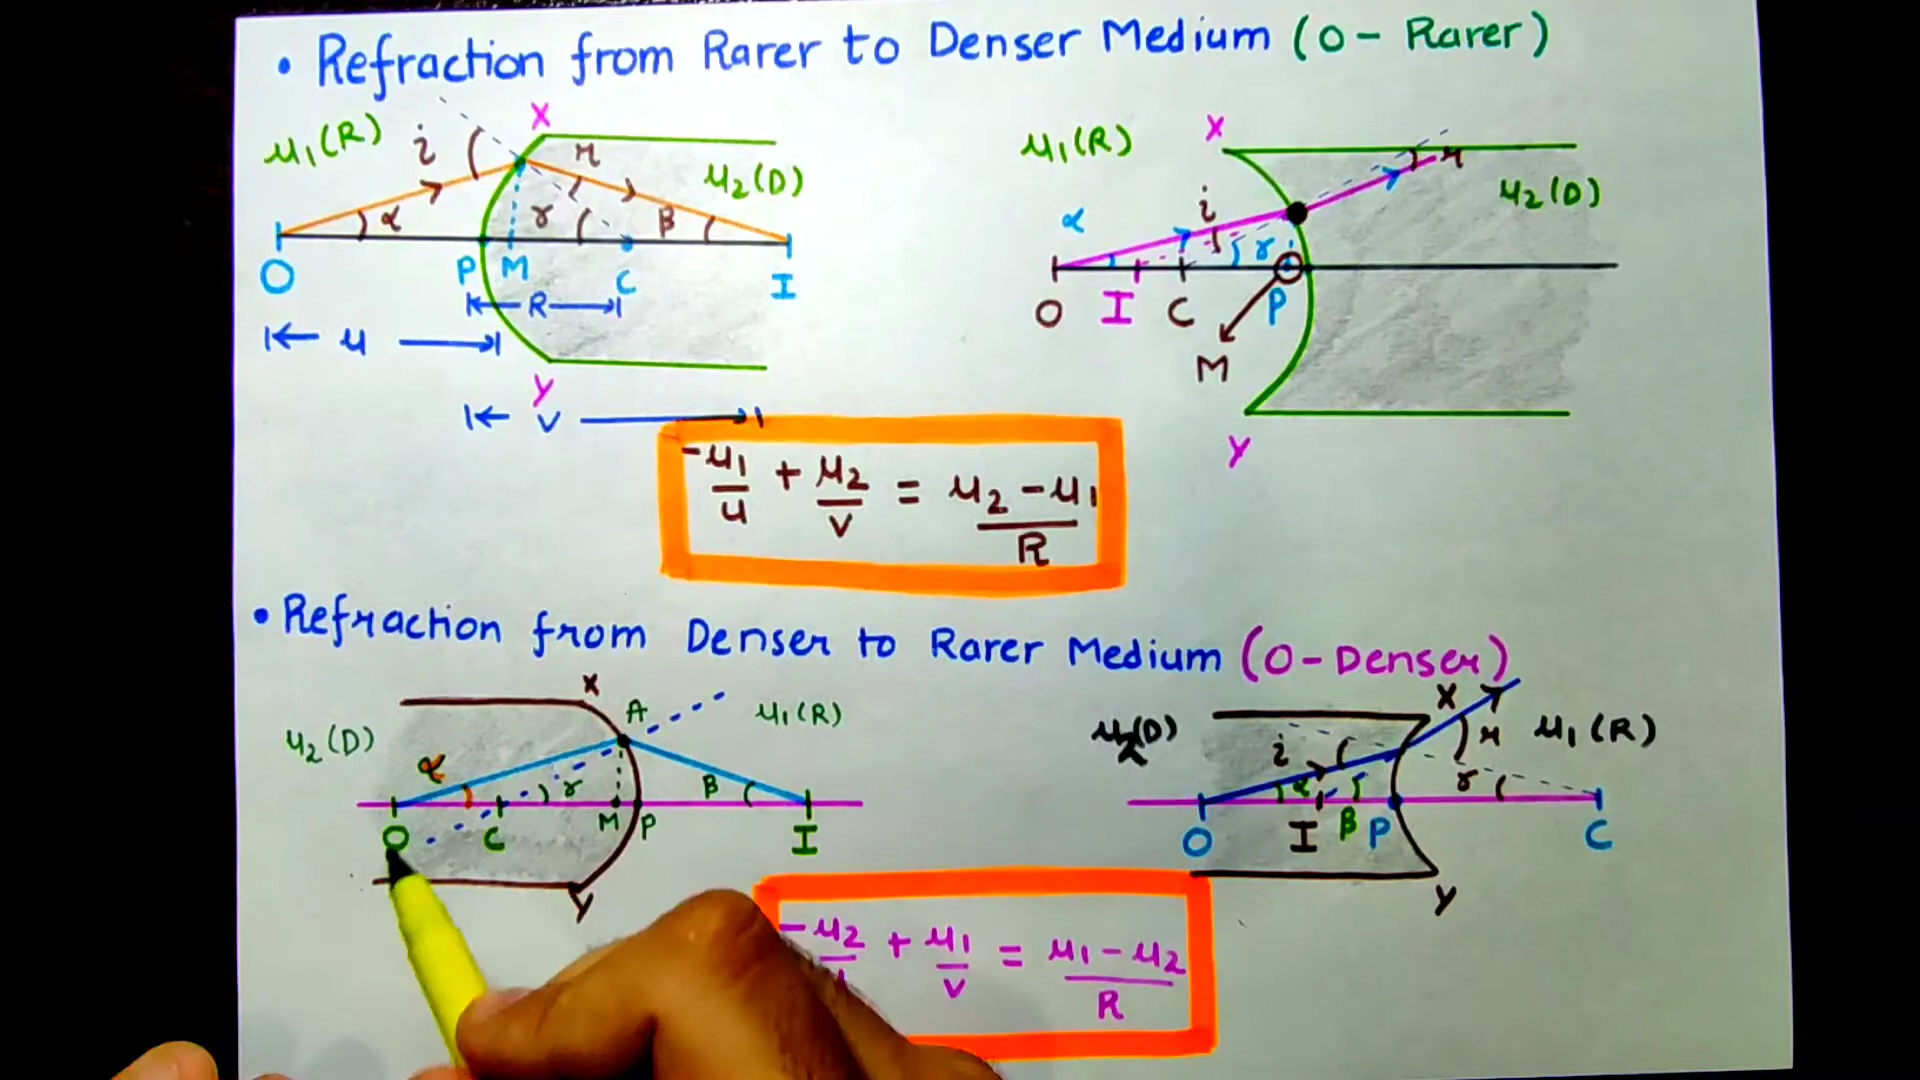 • Refraction from Rarer to Denser Medium (O - Rarer)
μ1(R) i X r μ2(D)
α γ β
O P M C I
R
u
Y
v
μ1(R) X r μ2(D)
α i γ
O I C P
M
Y
-μ1/u + μ2/v = μ2 - μ1/R
• Refraction from Denser to Rarer Medium (O - Denser)
X A μ1(R)
μ2(D) α γ β
O C M P I
Y
μ2(D) i X r μ1(R)
α γ
O I β P C
Y
-μ2 + μ1/v = μ1 - μ2/R